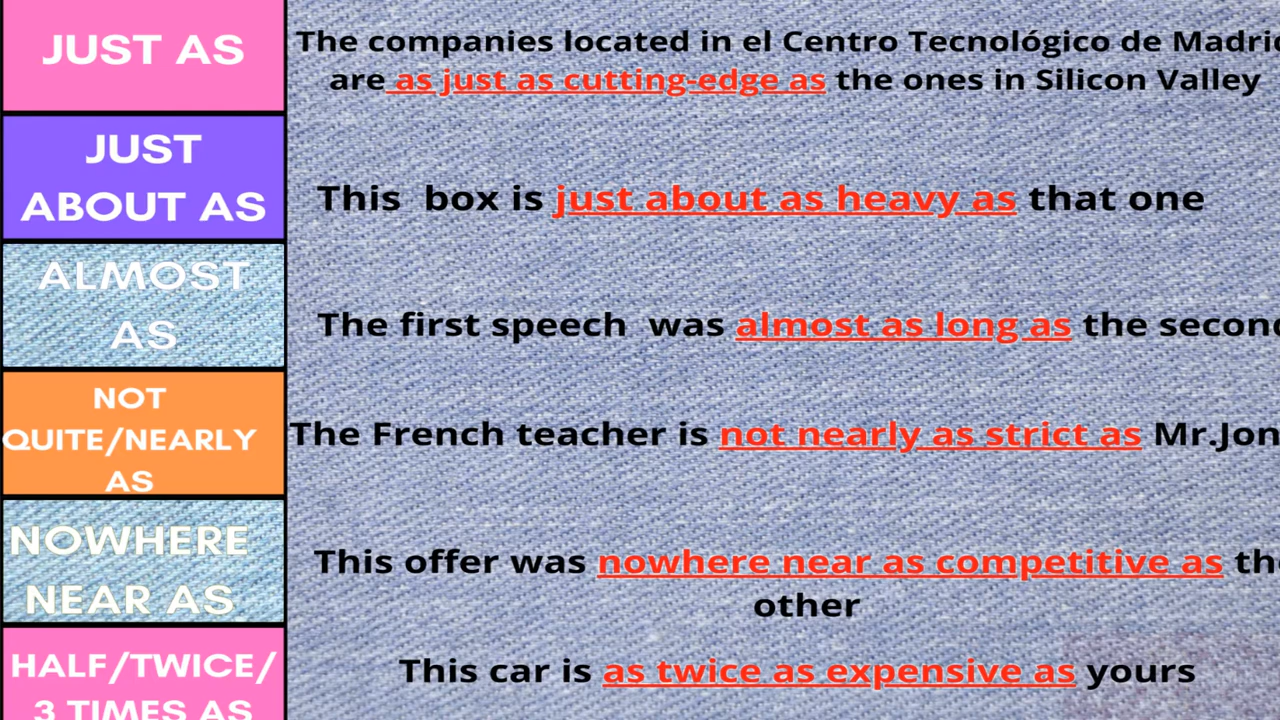 JUST AS
The companies located in el Centro Tecnológico de Madrid
are as just as cutting-edge as the ones in Silicon Valley
JUST
ABOUT AS
This box is just about as heavy as that one
ALMOST
AS
The first speech was almost as long as the second
NOT
QUITE/NEARLY
AS
The French teacher is not nearly as strict as Mr.Jon
NOWHERE
NEAR AS
This offer was nowhere near as competitive as the
other
HALF/TWICE/
3 TIMES AS
This car is as twice as expensive as yours